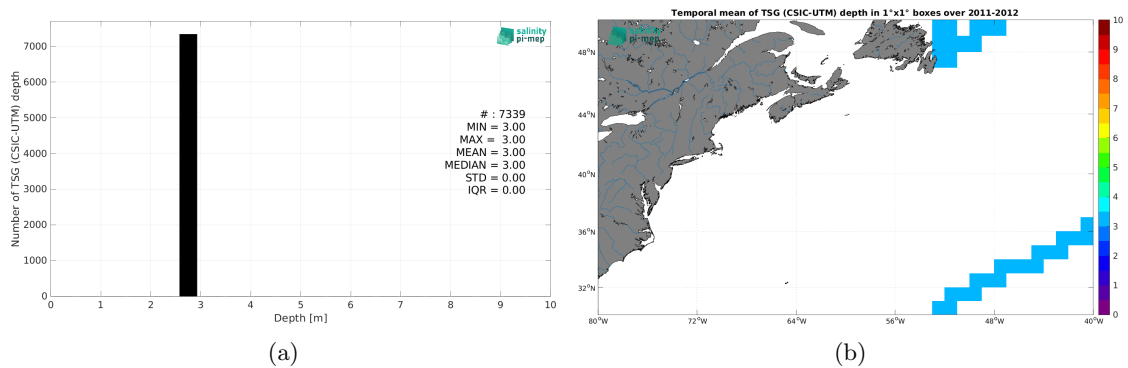 salinity
pi-mep
7000
6000
5000
4000
3000
2000
1000
0
Number of TSG (CSIC-UTM) depth
# : 7339
MIN = 3.00
MAX = 3.00
MEAN = 3.00
MEDIAN = 3.00
STD = 0.00
IQR = 0.00
0 1 2 3 4 5 6 7 8 9 10
Depth [m]
(a)
Temporal mean of TSG (CSIC-UTM) depth in 1°x1° boxes over 2011-2012
salinity
pi-mep
48°N
44°N
40°N
36°N
32°N
80°W 72°W 64°W 56°W 48°W 40°W
10
9
8
7
6
5
4
3
2
1
0
(b)